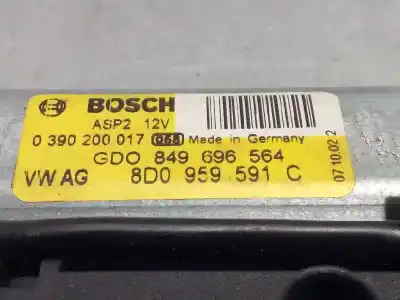 BOSCH
ASP2 12V
0 390 200 017 Made in Germany
GDO 849 696 564
VW AG 8D0 959 591 C
07.10.02 2